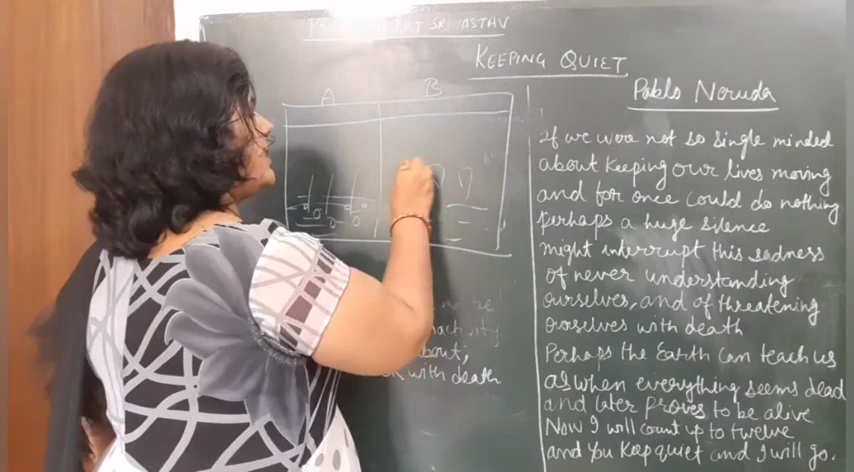 KEEPING QUIET
Pablo Neruda
A
B
If we were not so single minded
about keeping our lives moving
and for once could do nothing
perhaps a huge silence
might interrupt this sadness
of never understanding
ourselves, and of threatening
ourselves with death
Perhaps the Earth can teach us
as when everything seems dead
and later proves to be alive
Now I will count up to twelve
and you keep quiet and I will go.
be
about,
with death